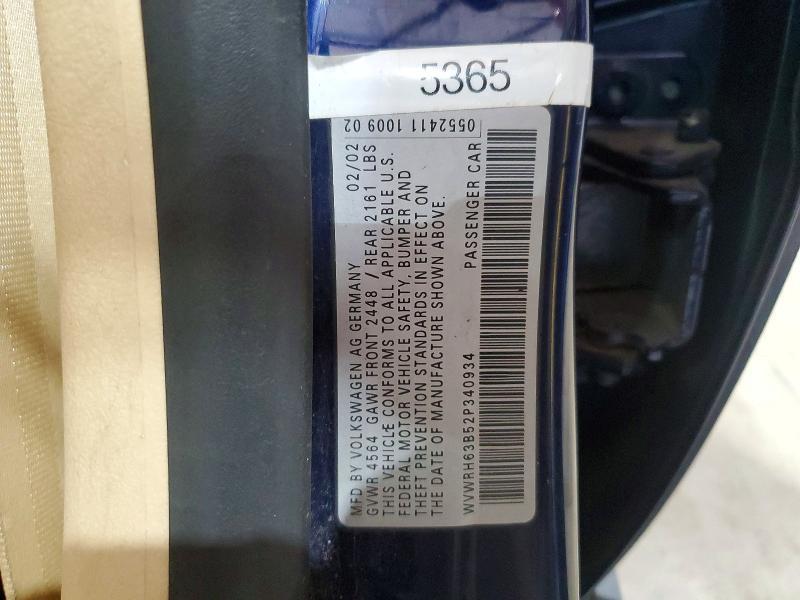 5365
0552411 1009 02
MFD BY VOLKSWAGEN AG GERMANY 02/02
GVWR 4564 GAWR FRONT 2448 / REAR 2161 LBS
THIS VEHICLE CONFORMS TO ALL APPLICABLE U.S.
FEDERAL MOTOR VEHICLE SAFETY, BUMPER AND
THEFT PREVENTION STANDARDS IN EFFECT ON
THE DATE OF MANUFACTURE SHOWN ABOVE.
WVWRH63B52P340934 PASSENGER CAR